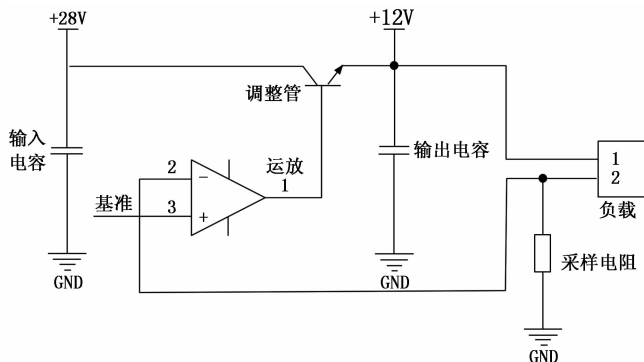 +28V
+12V
调整管
输入
电容
2
运放
1
输出电容
1
2
基准
3
负载
采样电阻
GND
GND
GND